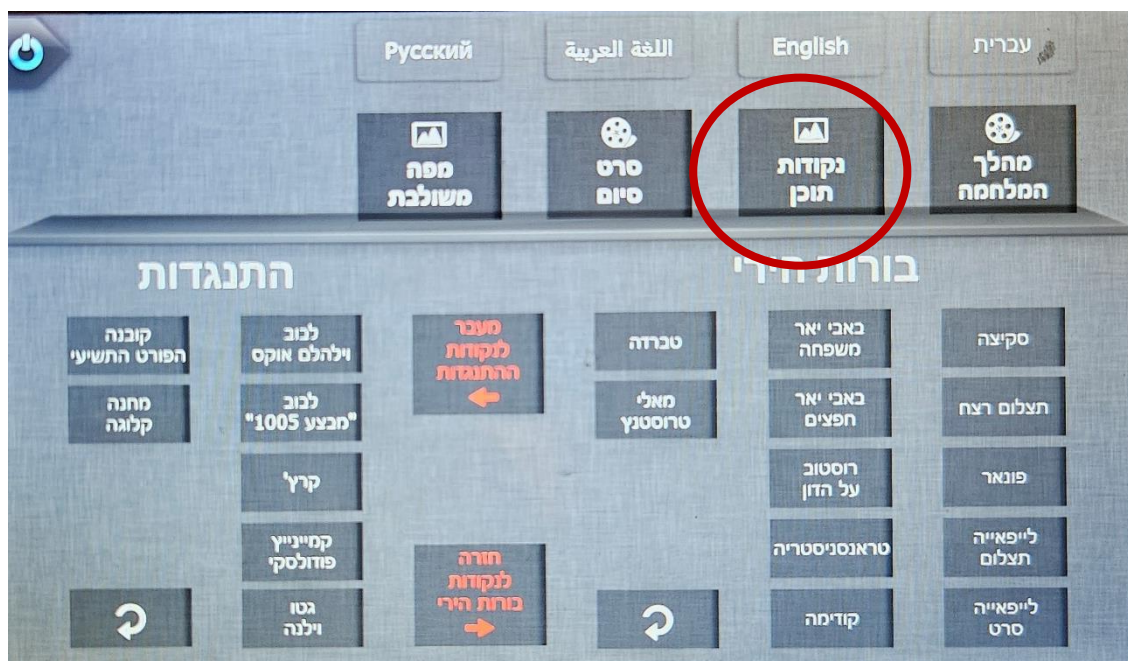 עברית
English
اللغة العربية
Русский
מהלך
המלחמה
נקודות
תוכן
סרט
סיום
מפה
משולבת
בורות הירי
סקיצה
תצלום רצח
פונאר
לייפאייה
תצלום
לייפאייה
סרט
באבי יאר
משפחה
באבי יאר
חפצים
רוסטוב
על הדון
טראנסניסטריה
קודימה
טברדה
מאלי
טרוסטנץ
מעבר
לנקודות
ההתנגדות
חזרה
לנקודות
בורות הירי
התנגדות
לבוב
וילהלם אוקס
לבוב
"מבצע 1005"
קרץ'
קמייניץ
פודולסקי
גטו
וילנה
קובנה
הפורט התשיעי
מחנה
קלוגה